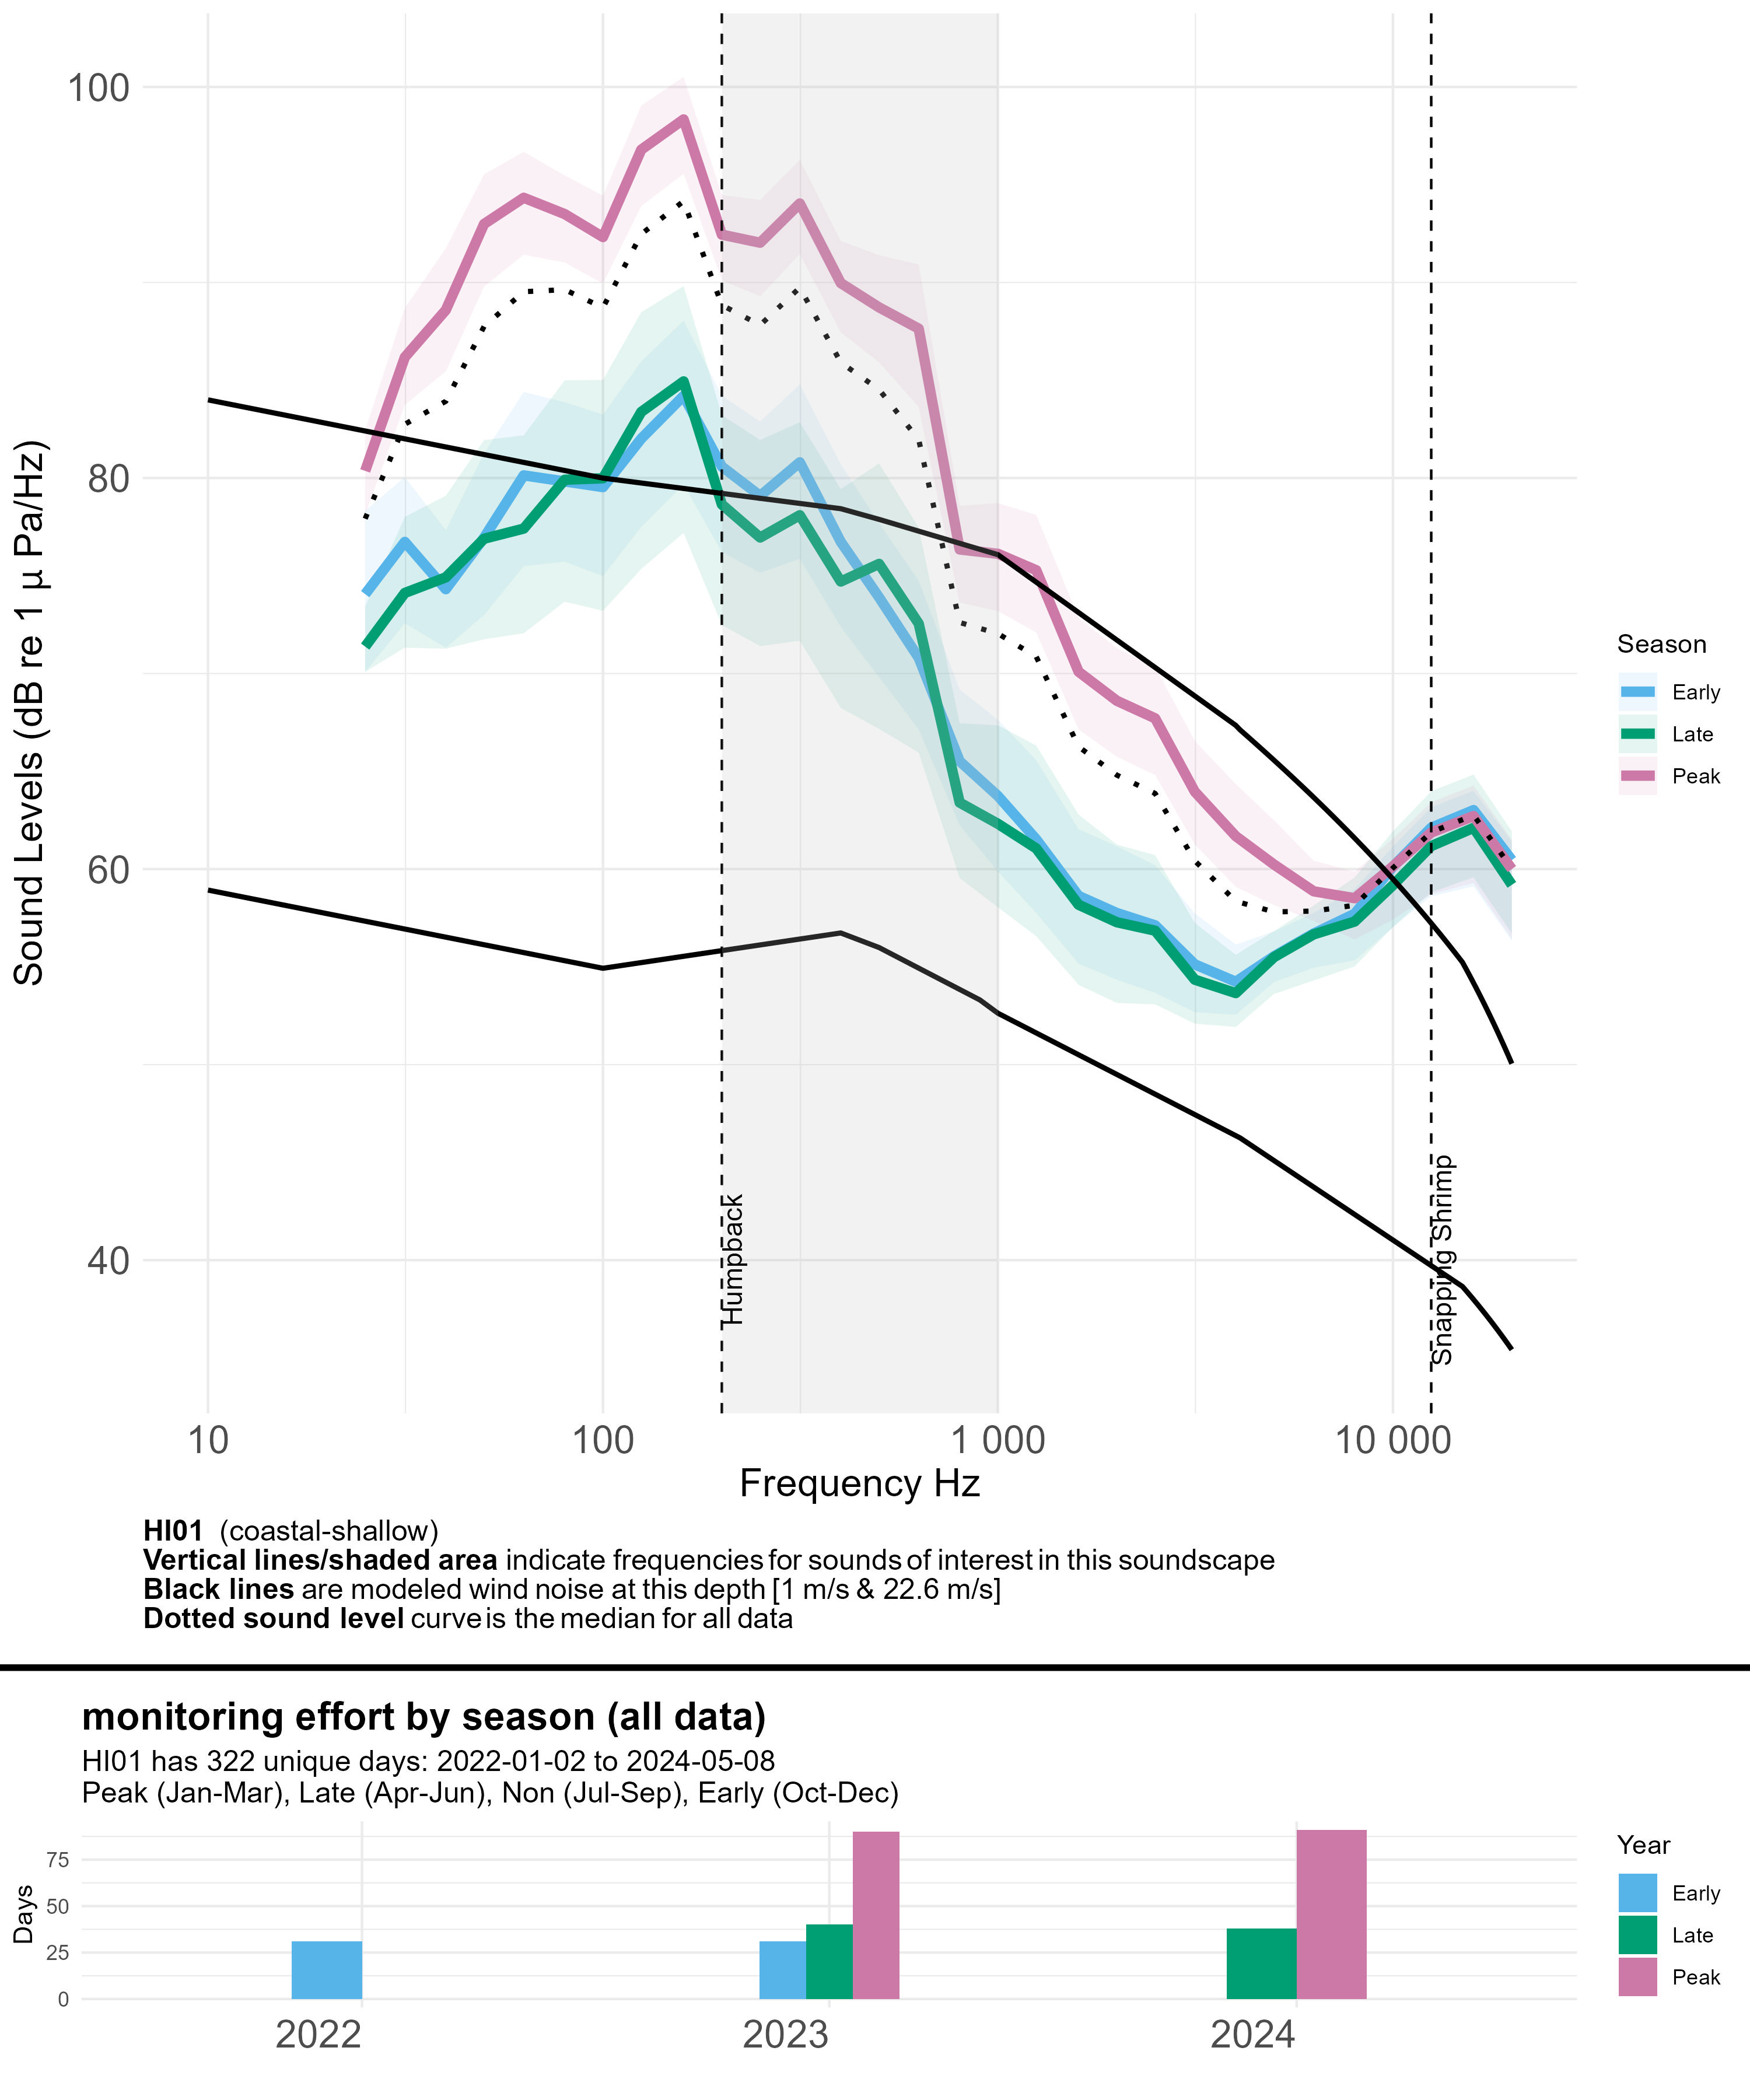 100
80
60
40
Sound Levels (dB re 1 µ Pa/Hz)
Humpback
Snapping Shrimp
10
100
1 000
10 000
Frequency Hz
Season
Early
Late
Peak
HI01 (coastal-shallow)
Vertical lines/shaded area indicate frequencies for sounds of interest in this soundscape
Black lines are modeled wind noise at this depth [1 m/s & 22.6 m/s]
Dotted sound level curve is the median for all data
monitoring effort by season (all data)
HI01 has 322 unique days: 2022-01-02 to 2024-05-08
Peak (Jan-Mar), Late (Apr-Jun), Non (Jul-Sep), Early (Oct-Dec)
75
50
25
0
Days
2022
2023
2024
Year
Early
Late
Peak